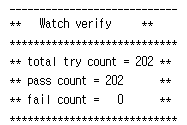 ---------------------------
**   Watch verify    **
***************************
** total try count = 202 **
** pass count = 202      **
** fail count =   0      **
***************************